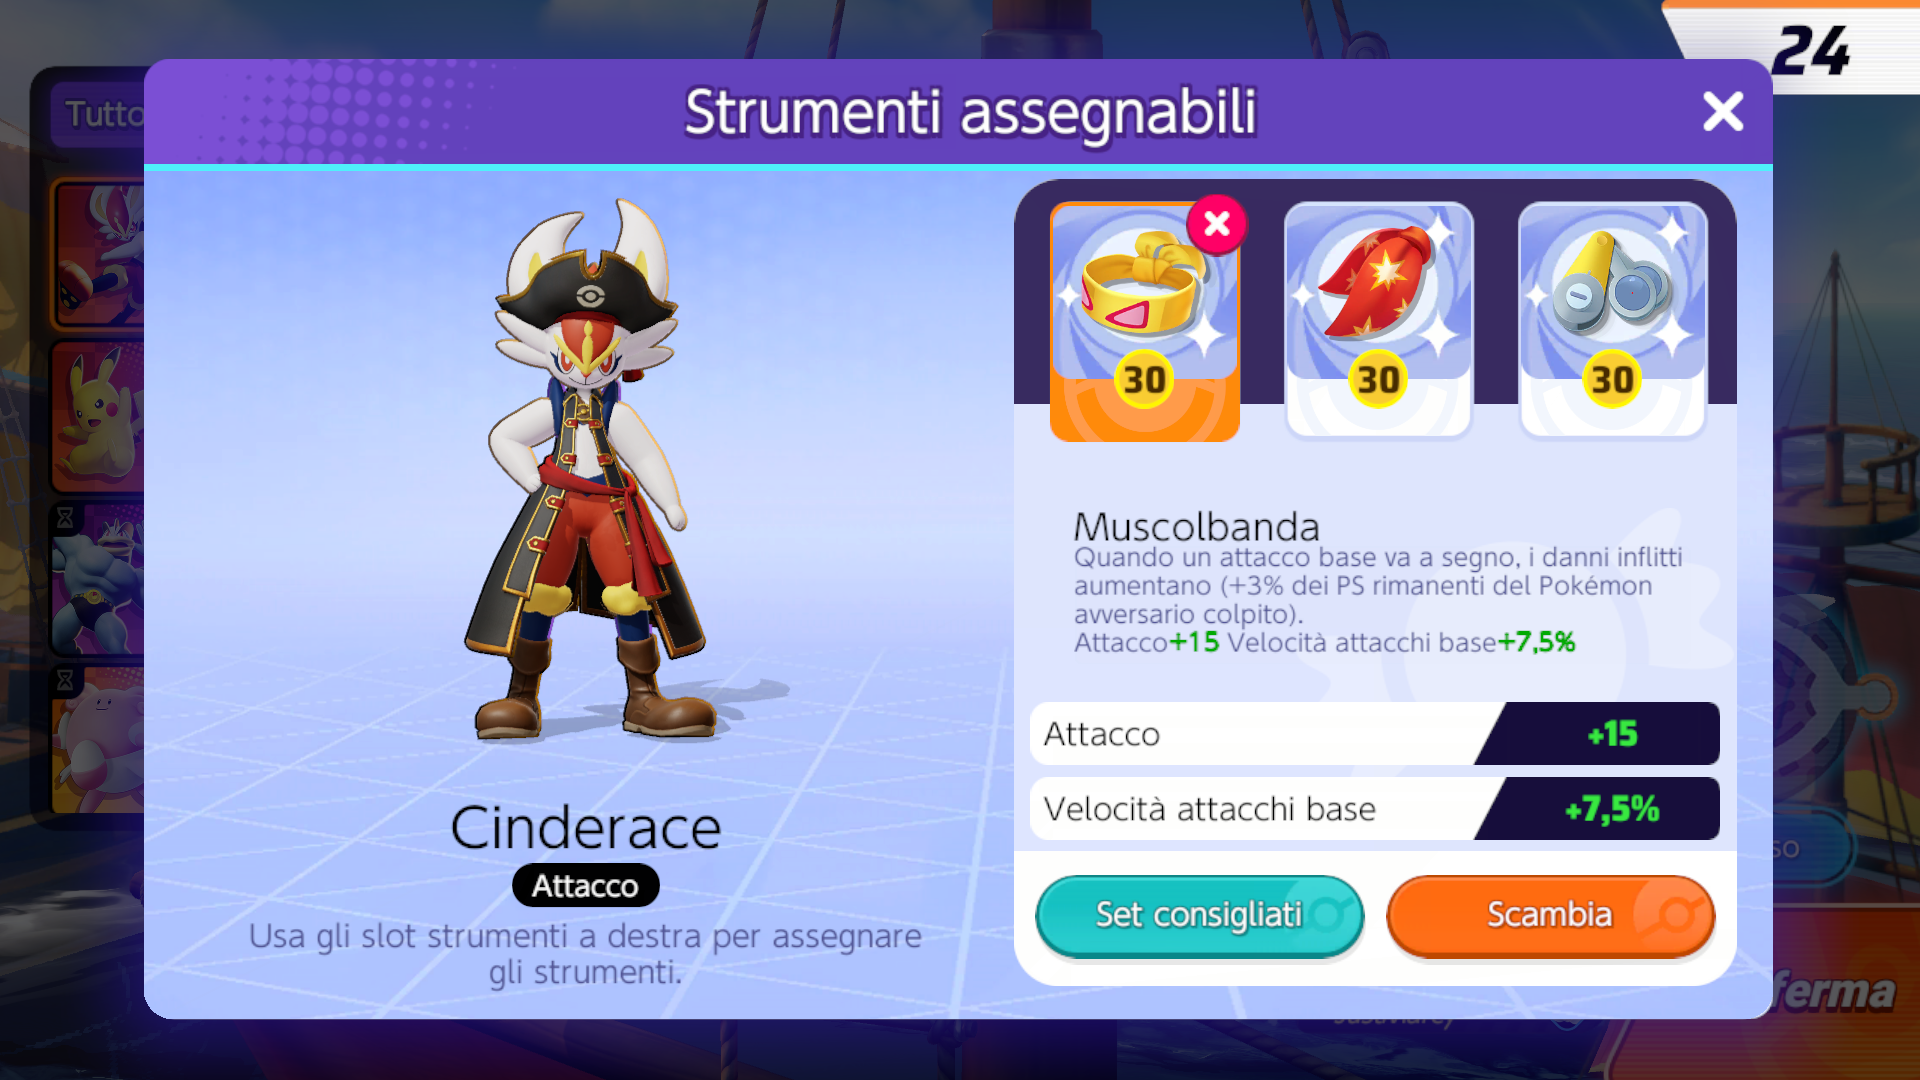 24
Tutto
Strumenti assegnabili
30
30
30
Muscolbanda
Quando un attacco base va a segno, i danni inflitti
aumentano (+3% dei PS rimanenti del Pokémon
avversario colpito).
Attacco+15 Velocità attacchi base+7,5%
Attacco +15
Velocità attacchi base +7,5%
Cinderace
Attacco
Usa gli slot strumenti a destra per assegnare
gli strumenti.
Set consigliati
Scambia
so
ferma